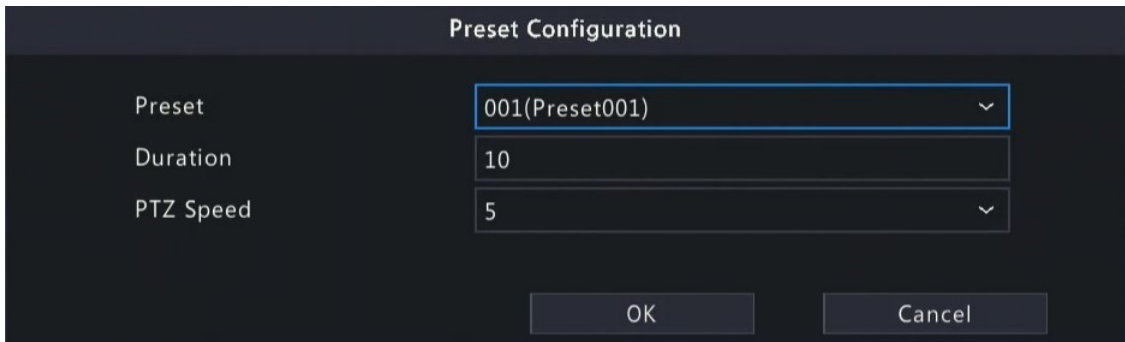 Preset Configuration
Preset 001(Preset001)
Duration 10
PTZ Speed 5
OK Cancel